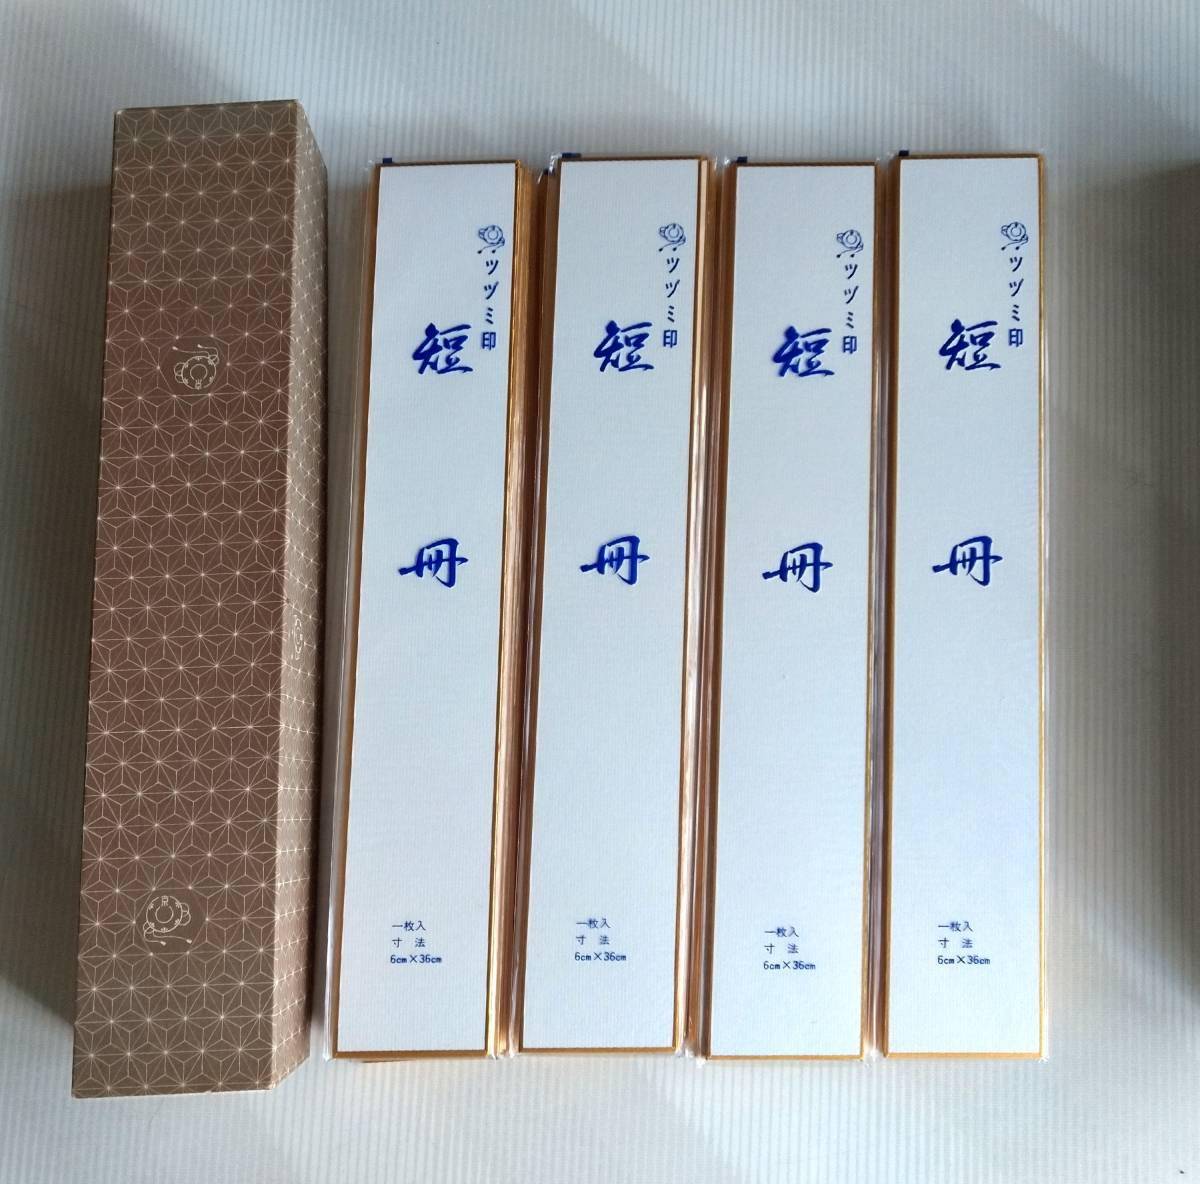 ツヅミ印
短冊
一枚入
寸法
6cm×36cm
ツヅミ印
短冊
一枚入
寸法
6cm×36cm
ツヅミ印
短冊
一枚入
寸法
6cm×36cm
ツヅミ印
短冊
一枚入
寸法
6cm×36cm